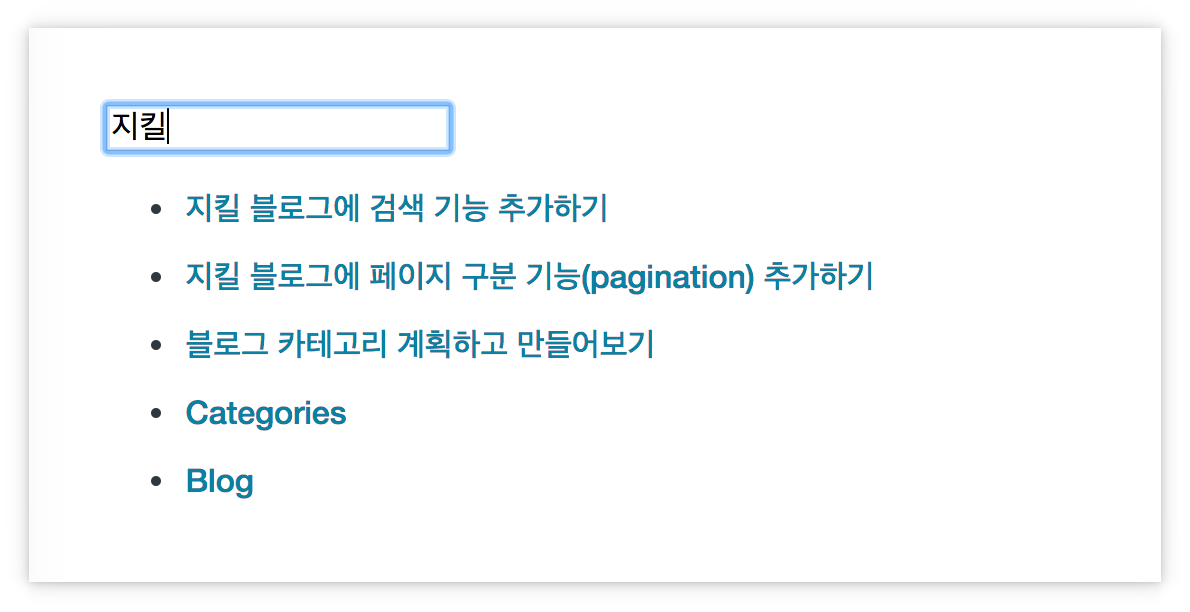 지킬
지킬 블로그에 검색 기능 추가하기
지킬 블로그에 페이지 구분 기능(pagination) 추가하기
블로그 카테고리 계획하고 만들어보기
Categories
Blog